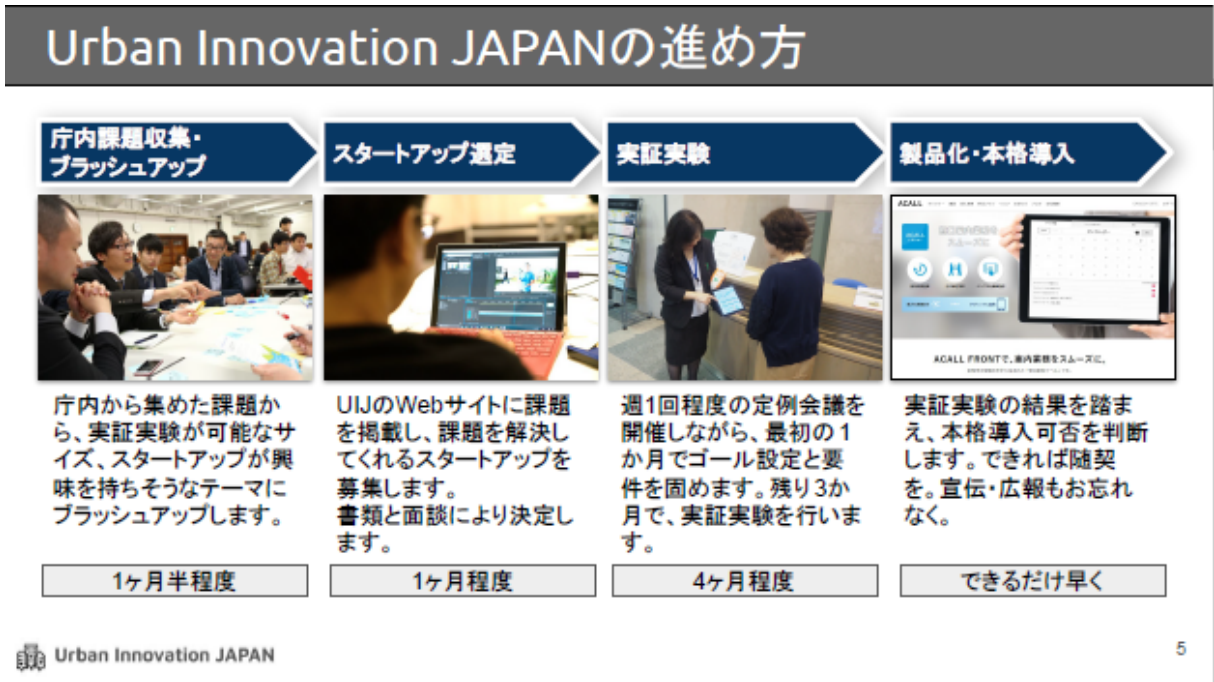 Urban Innovation JAPANの進め方
庁内課題収集・
ブラッシュアップ
スタートアップ選定
実証実験
製品化・本格導入
ACALL
ACALL
スムーズに
ACALL FRONTで、案内業務をスムーズに。
庁内から集めた課題か
ら、実証実験が可能なサ
イズ、スタートアップが興
味を持ちそうなテーマに
ブラッシュアップします。
UIJのWebサイトに課題
を掲載し、課題を解決し
てくれるスタートアップを
募集します。
書類と面談により決定し
ます。
週1回程度の定例会議を
開催しながら、最初の1
か月でゴール設定と要
件を固めます。残り3か
月で、実証実験を行いま
す。
実証実験の結果を踏ま
え、本格導入可否を判断
します。できれば随契
を。宣伝・広報もお忘れ
なく。
1ヶ月半程度
1ヶ月程度
4ヶ月程度
できるだけ早く
Urban Innovation JAPAN
5